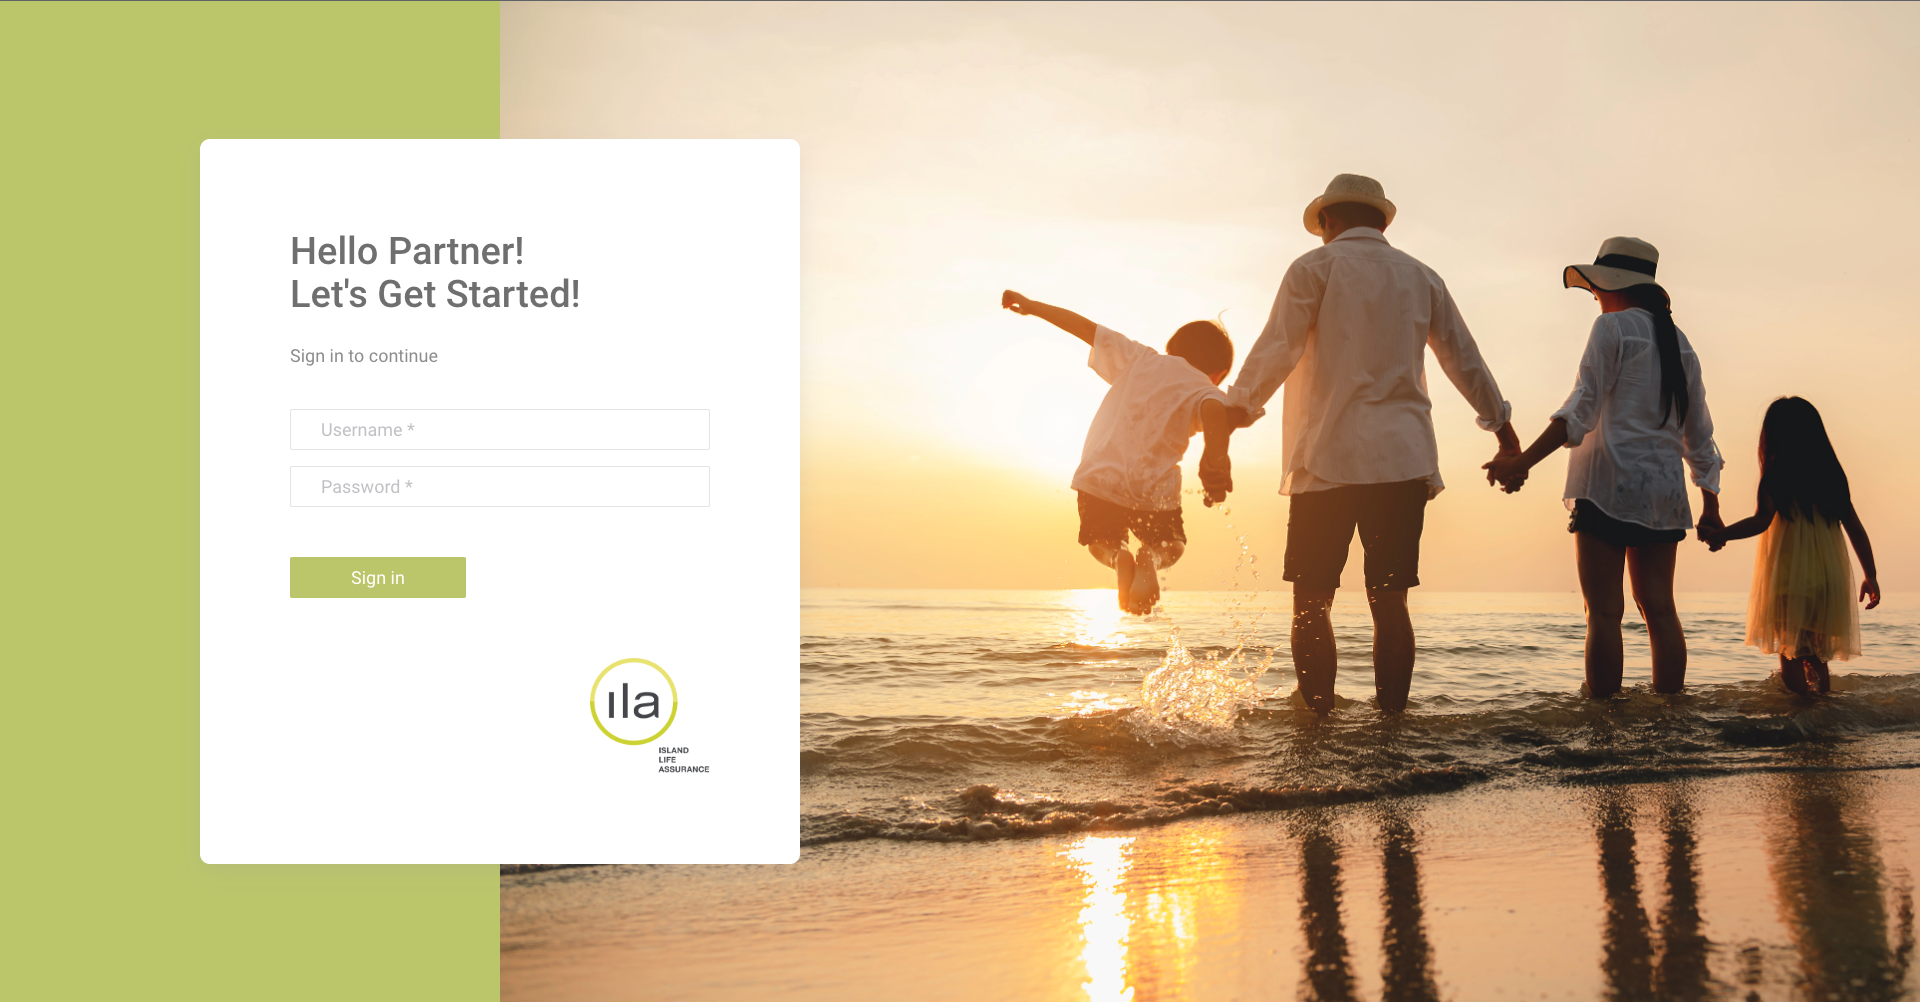 Hello Partner!
Let's Get Started!
Sign in to continue
Username *
Password *
Sign in
ıla
ISLAND
LIFE
ASSURANCE